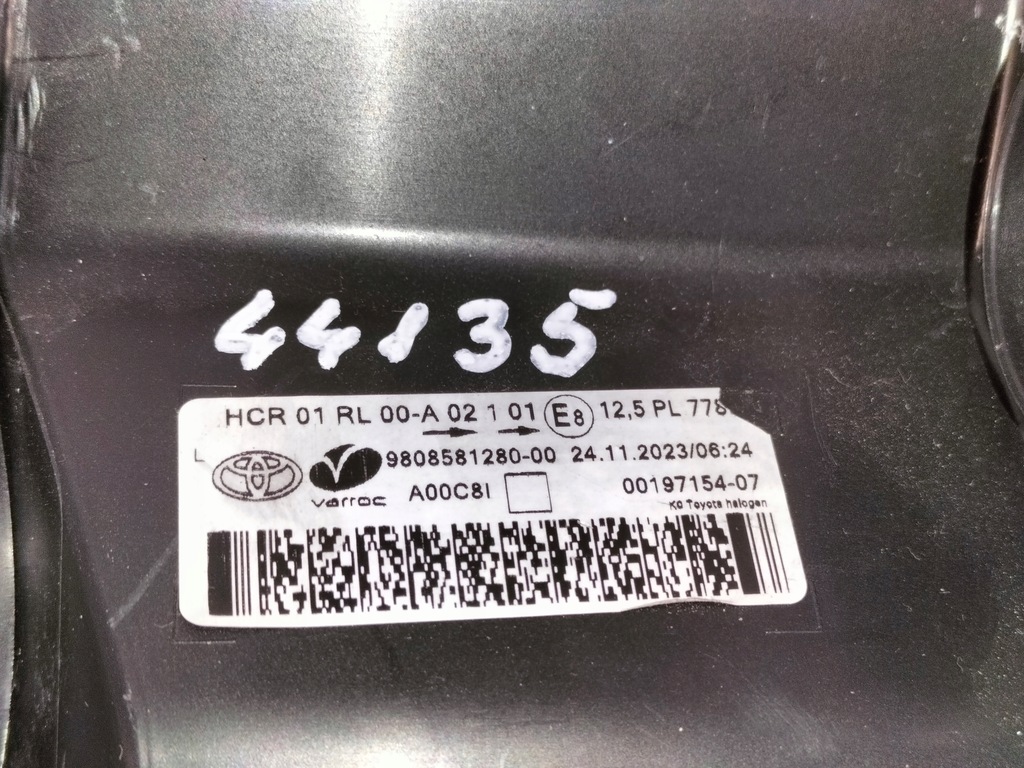 44135
HCR 01 RL 00-A 02 1 01 E8 12,5 PL 778
L
9808581280-00 24.11.2023/06:24
varroc A00C8I 00197154-07
K0 Toyota halogen